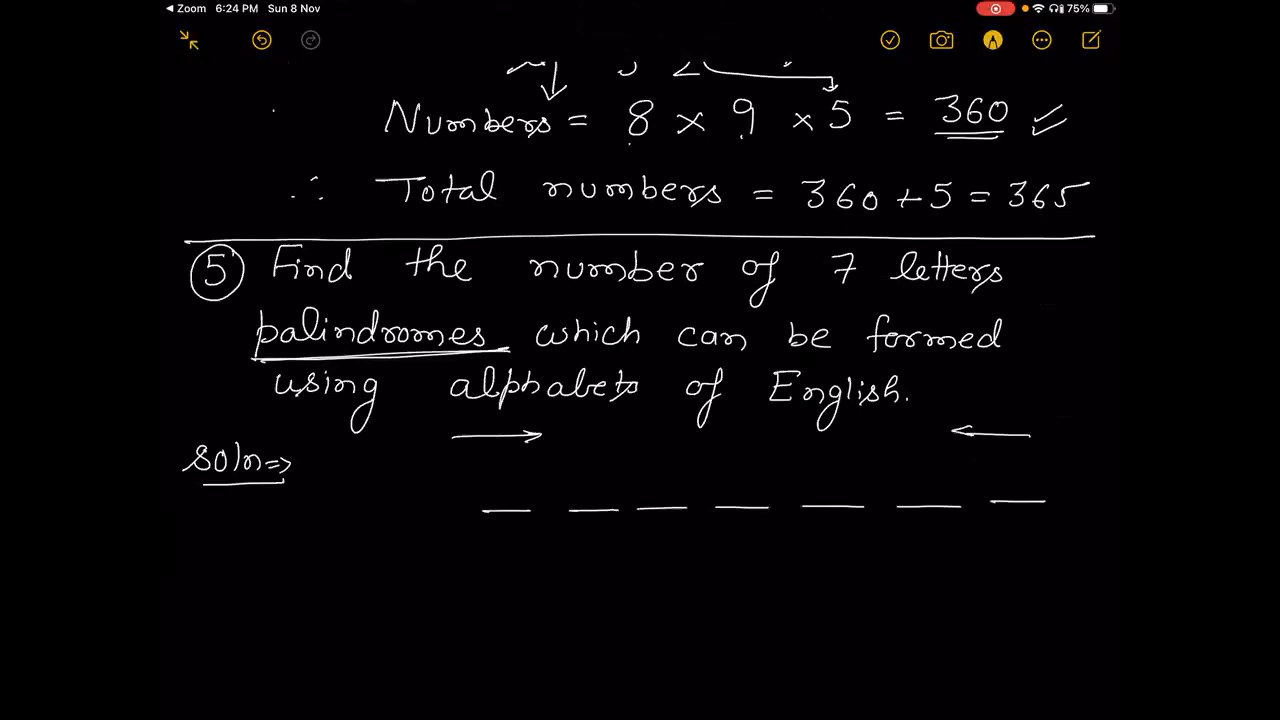 Zoom 6:24 PM Sun 8 Nov 75%
Numbers = 8 × 9 × 5 = 360
∴ Total numbers = 360 + 5 = 365
5 Find the number of 7 letters
palindromes which can be formed
using alphabets of English.
Soln ⇒